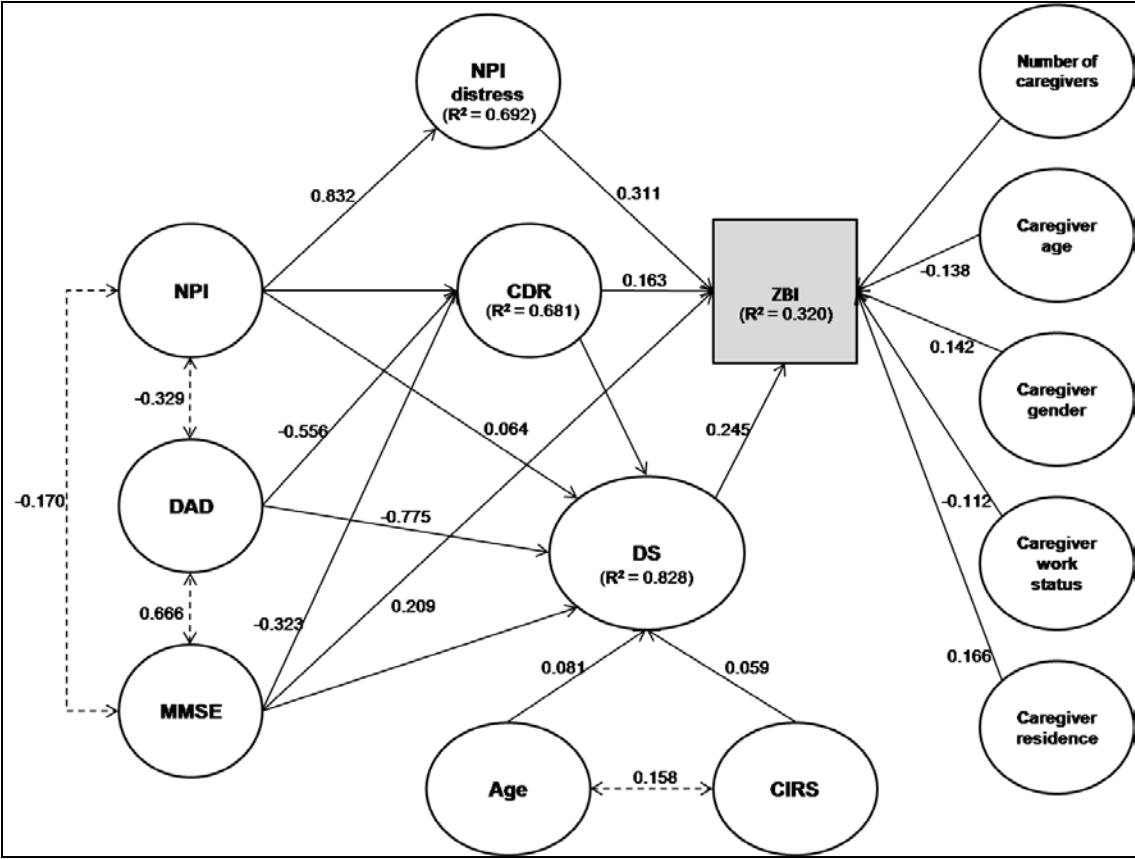 NPI
distress
(R² = 0.692)
Number of
caregivers
0.832
0.311
Caregiver
age
-0.138
NPI
CDR
(R² = 0.681)
0.163
ZBI
(R² = 0.320)
0.142
Caregiver
gender
-0.329
-0.556
0.064
0.245
-0.170
DAD
-0.775
-0.112
DS
(R² = 0.828)
Caregiver
work
status
0.666
-0.323
0.209
0.081
0.059
0.166
MMSE
Caregiver
residence
Age
0.158
CIRS